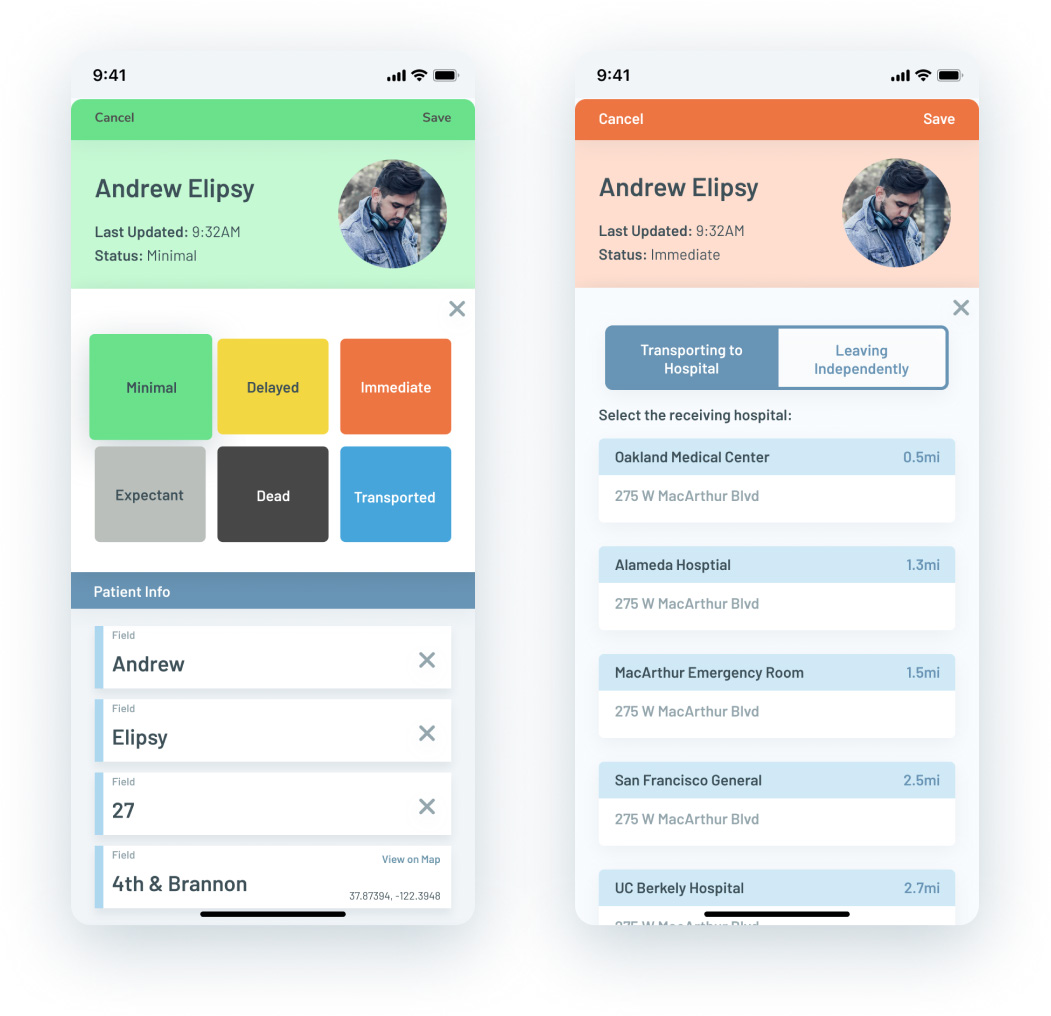 9:41
Cancel Save
Andrew Elipsy
Last Updated: 9:32AM
Status: Minimal
Minimal Delayed Immediate
Expectant Dead Transported
Patient Info
Field
Andrew
Field
Elipsy
Field
27
Field
View on Map
4th & Brannon
37.87394, -122.3948
9:41
Cancel Save
Andrew Elipsy
Last Updated: 9:32AM
Status: Immediate
Transporting to
Hospital
Leaving
Independently
Select the receiving hospital:
Oakland Medical Center 0.5mi
275 W MacArthur Blvd
Alameda Hosptial 1.3mi
275 W MacArthur Blvd
MacArthur Emergency Room 1.5mi
275 W MacArthur Blvd
San Francisco General 2.5mi
275 W MacArthur Blvd
UC Berkely Hospital 2.7mi
275 W MacArthur Blvd